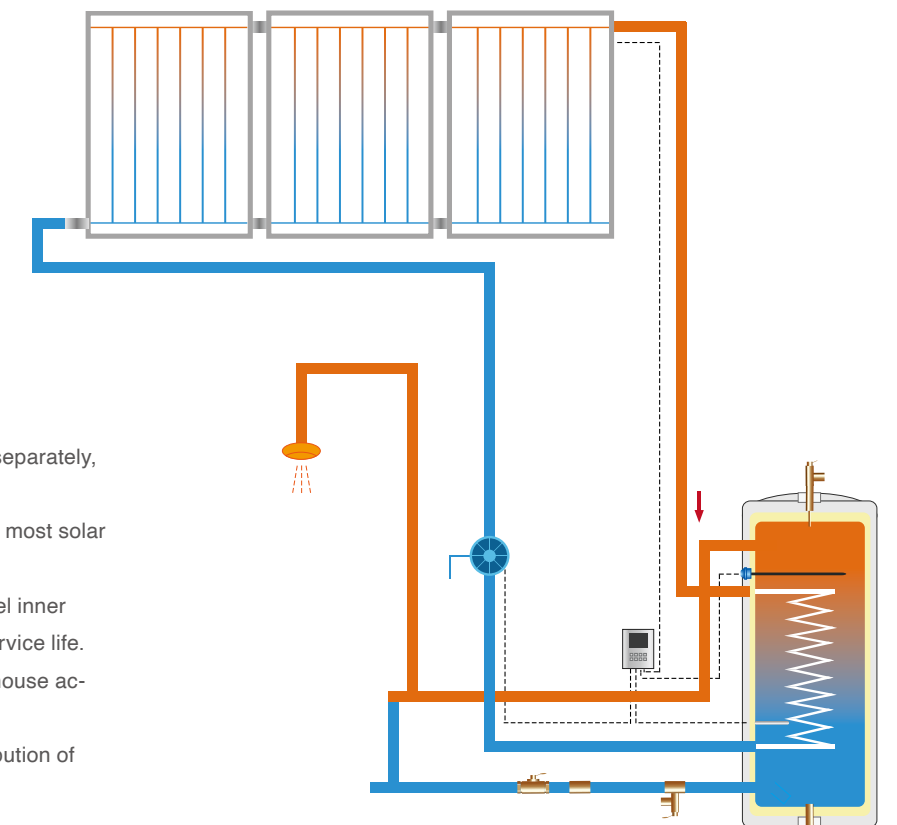 separately,
most solar
el inner
rvice life.
house ac-
bution of